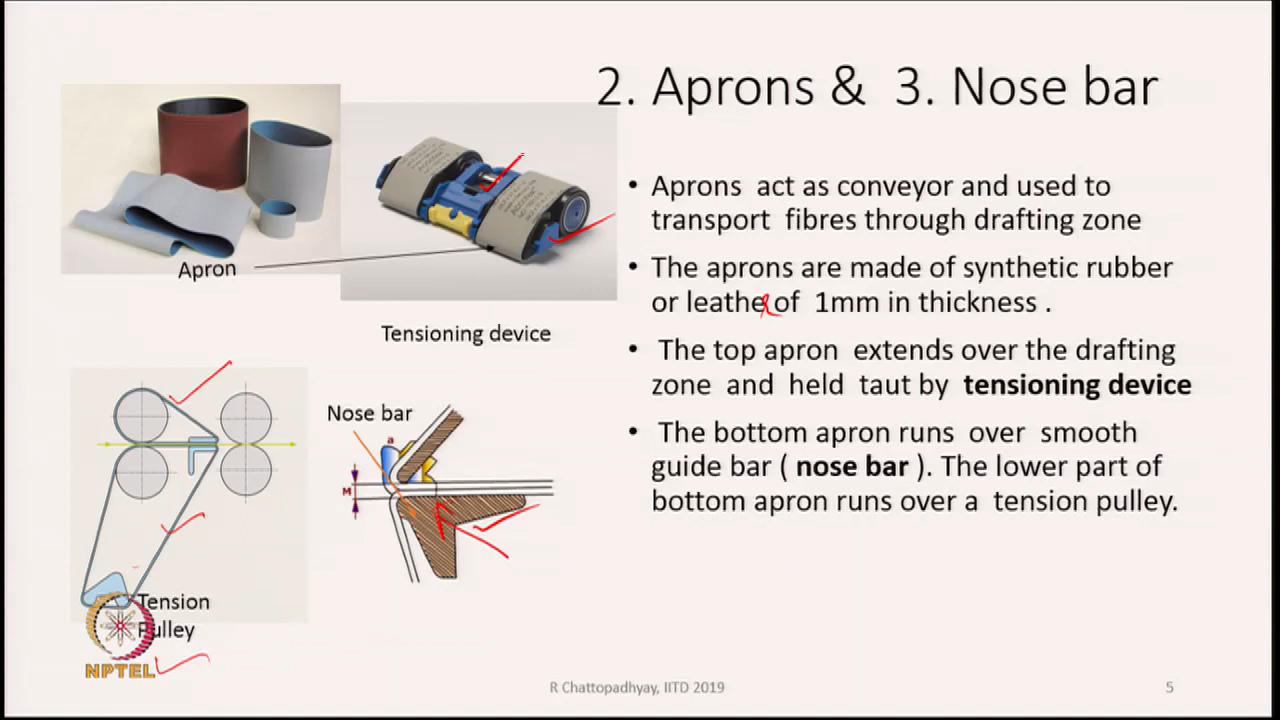 2. Aprons & 3. Nose bar
Apron
Tensioning device
Nose bar
a
M
Tension
Pulley
• Aprons act as conveyor and used to
transport fibres through drafting zone
• The aprons are made of synthetic rubber
or leather of 1mm in thickness .
• The top apron extends over the drafting
zone and held taut by tensioning device
• The bottom apron runs over smooth
guide bar ( nose bar ). The lower part of
bottom apron runs over a tension pulley.
NPTEL
R Chattopadhyay, IITD 2019
5